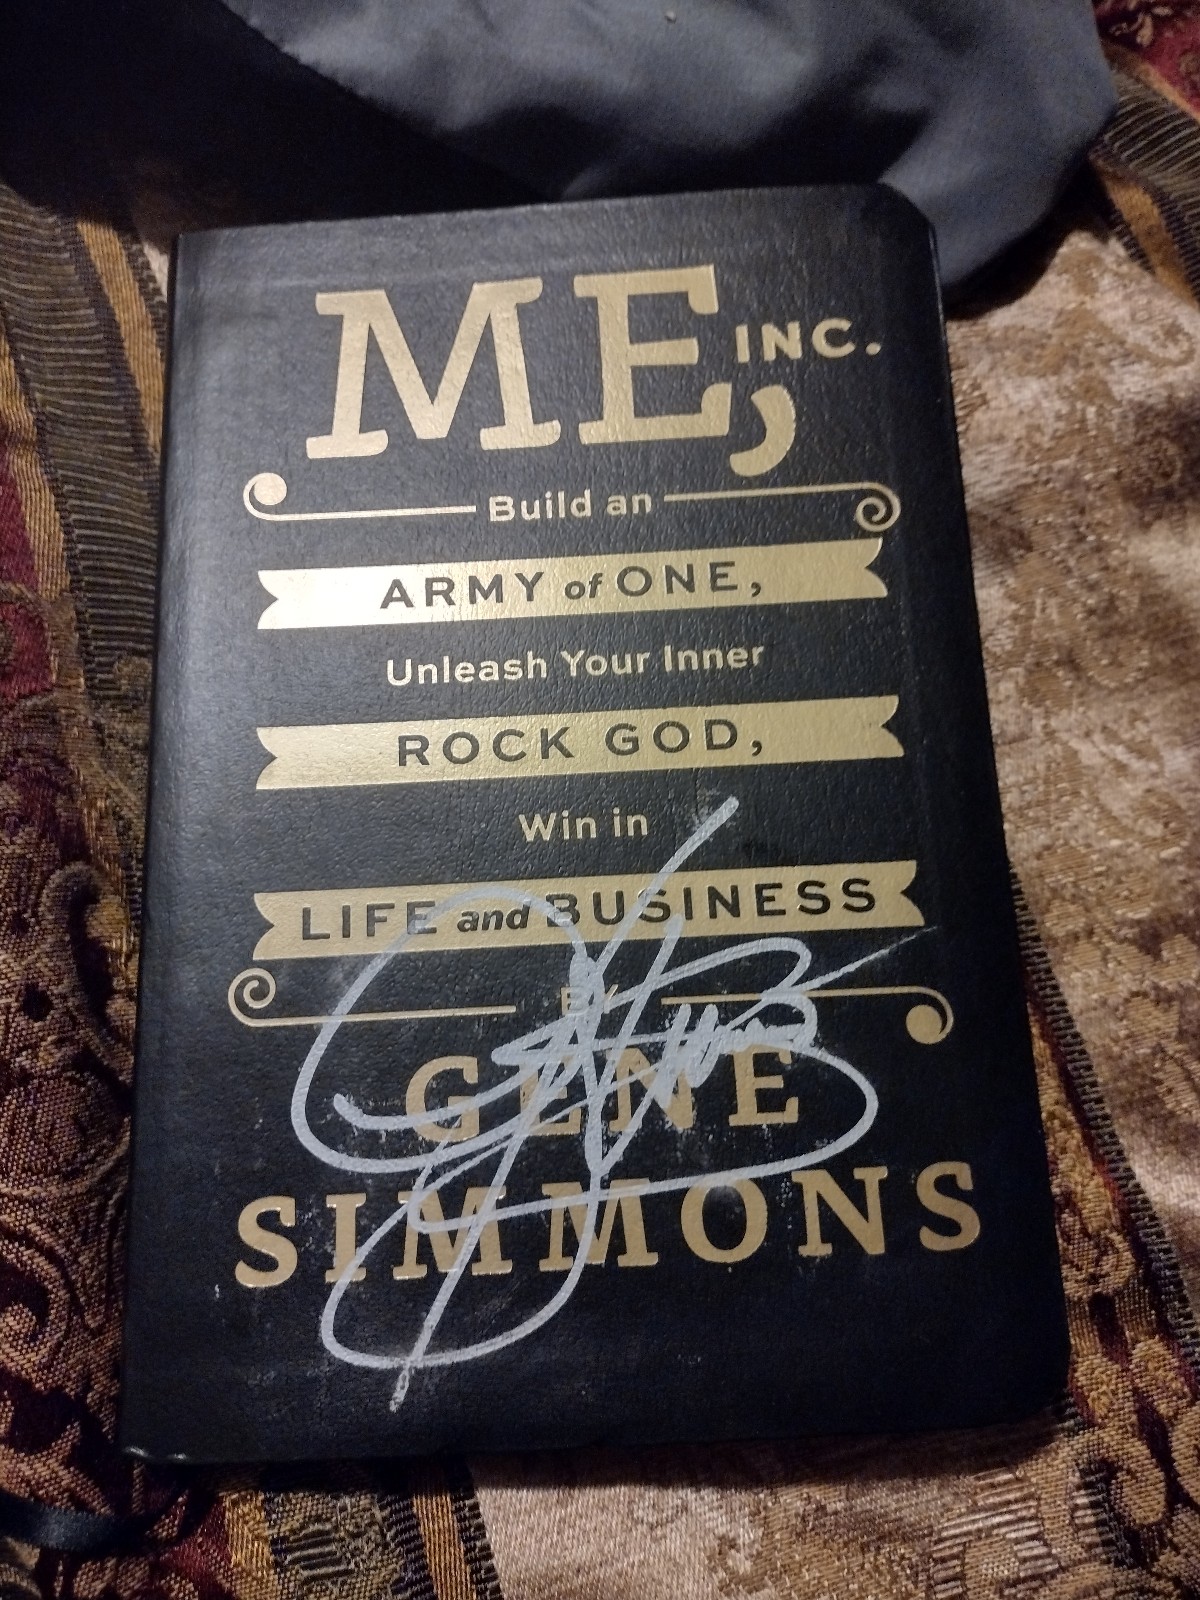 ME, INC.
Build an
ARMY of ONE,
Unleash Your Inner
ROCK GOD,
Win in
LIFE and BUSINESS
BY
GENE
SIMMONS